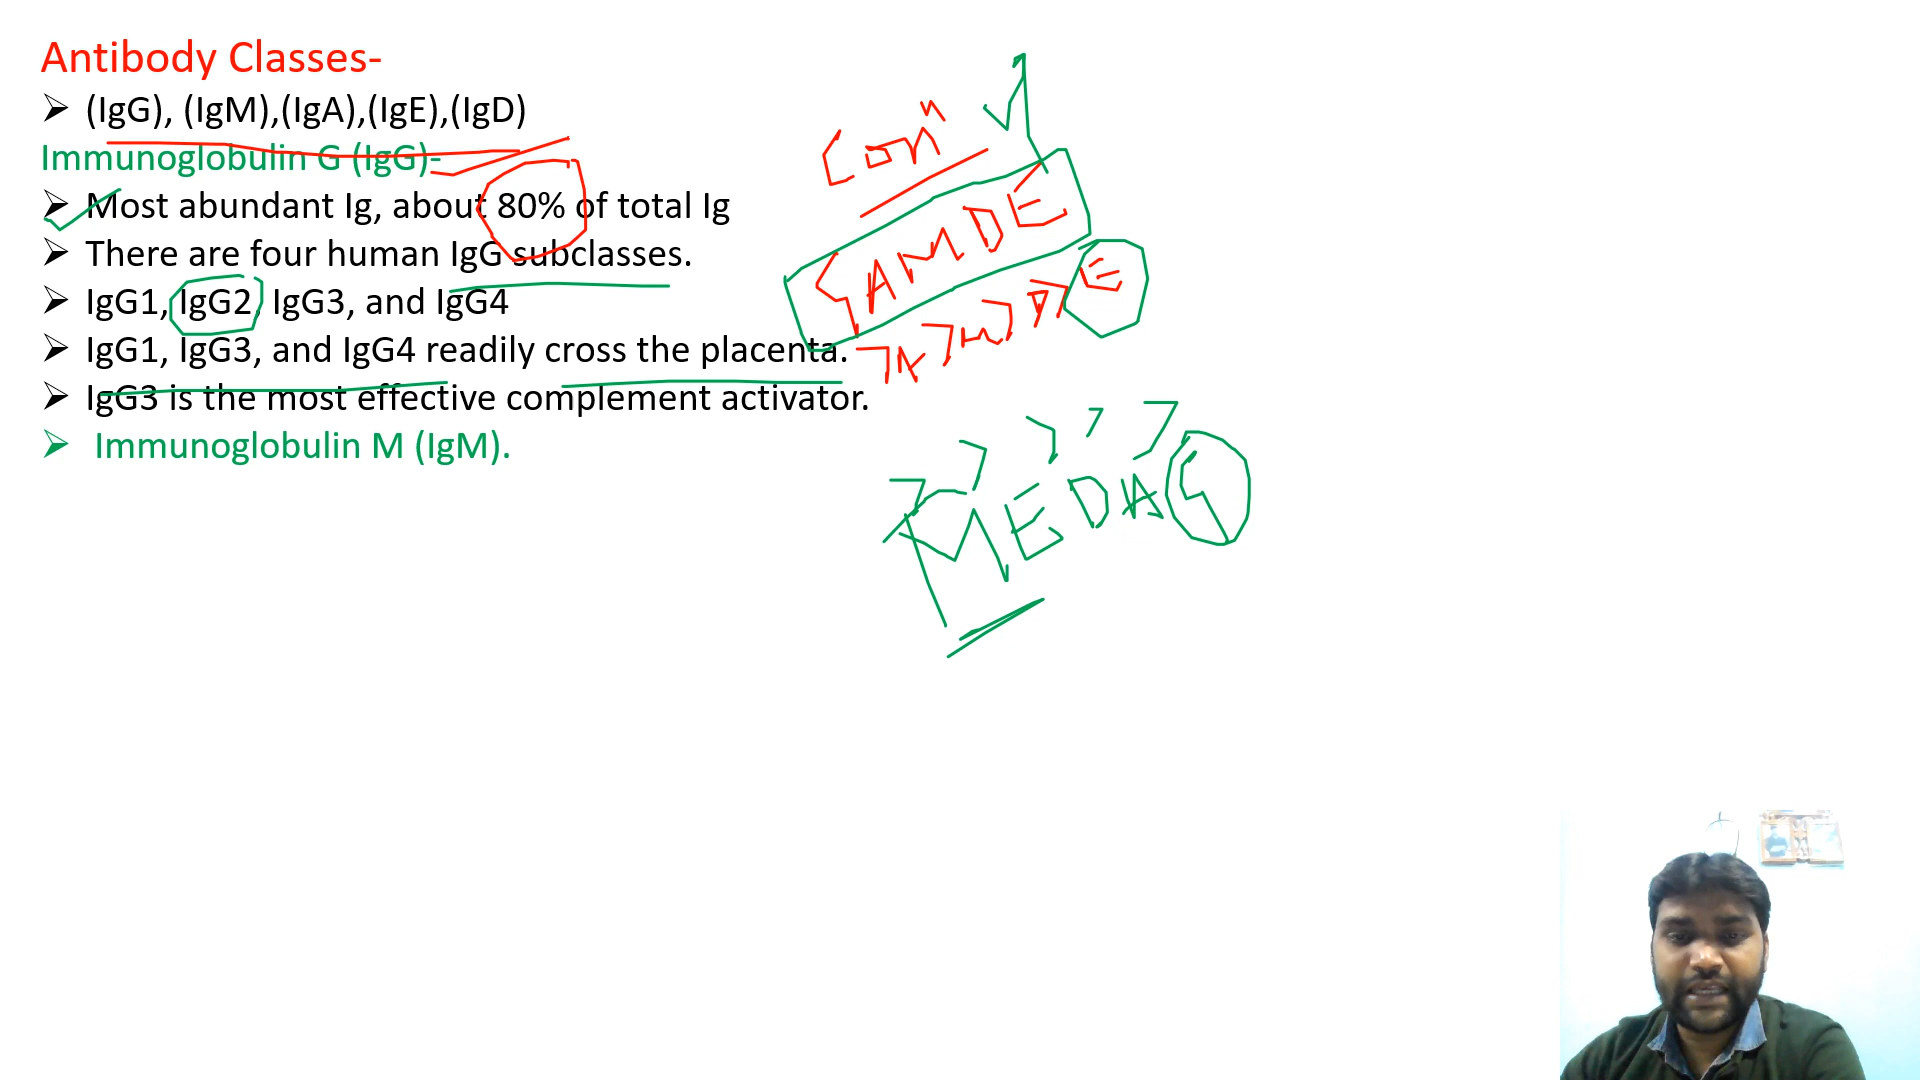 Antibody Classes-
➢ (IgG), (IgM),(IgA),(IgE),(IgD)
Immunoglobulin G (IgG)-
➢ Most abundant Ig, about 80% of total Ig
➢ There are four human IgG subclasses.
➢ IgG1, IgG2, IgG3, and IgG4
➢ IgG1, IgG3, and IgG4 readily cross the placenta.
➢ IgG3 is the most effective complement activator.
➢ Immunoglobulin M (IgM).
Conⁿ
GAMDE
>A>M>D>E
MEDAG